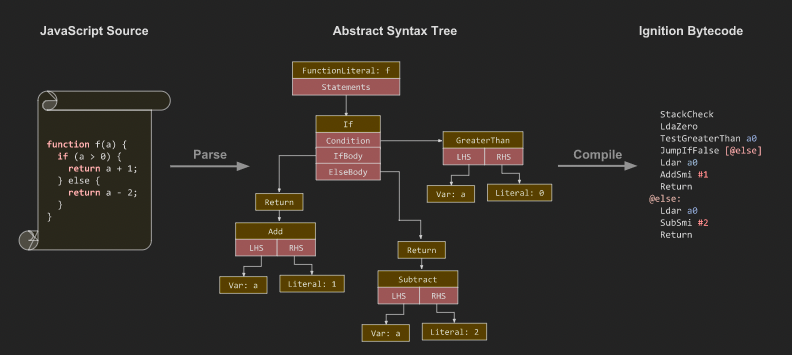 JavaScript Source
Abstract Syntax Tree
Ignition Bytecode
function f(a) {
if (a > 0) {
return a + 1;
} else {
return a - 2;
}
}
Parse
FunctionLiteral: f
Statements
If
Condition
IfBody
ElseBody
GreaterThan
LHS RHS
Var: a Literal: 0
Return
Add
LHS RHS
Var: a Literal: 1
Return
Subtract
LHS RHS
Var: a Literal: 2
Compile
StackCheck
LdaZero
TestGreaterThan a0
JumpIfFalse [@else]
Ldar a0
AddSmi #1
Return
@else:
Ldar a0
SubSmi #2
Return